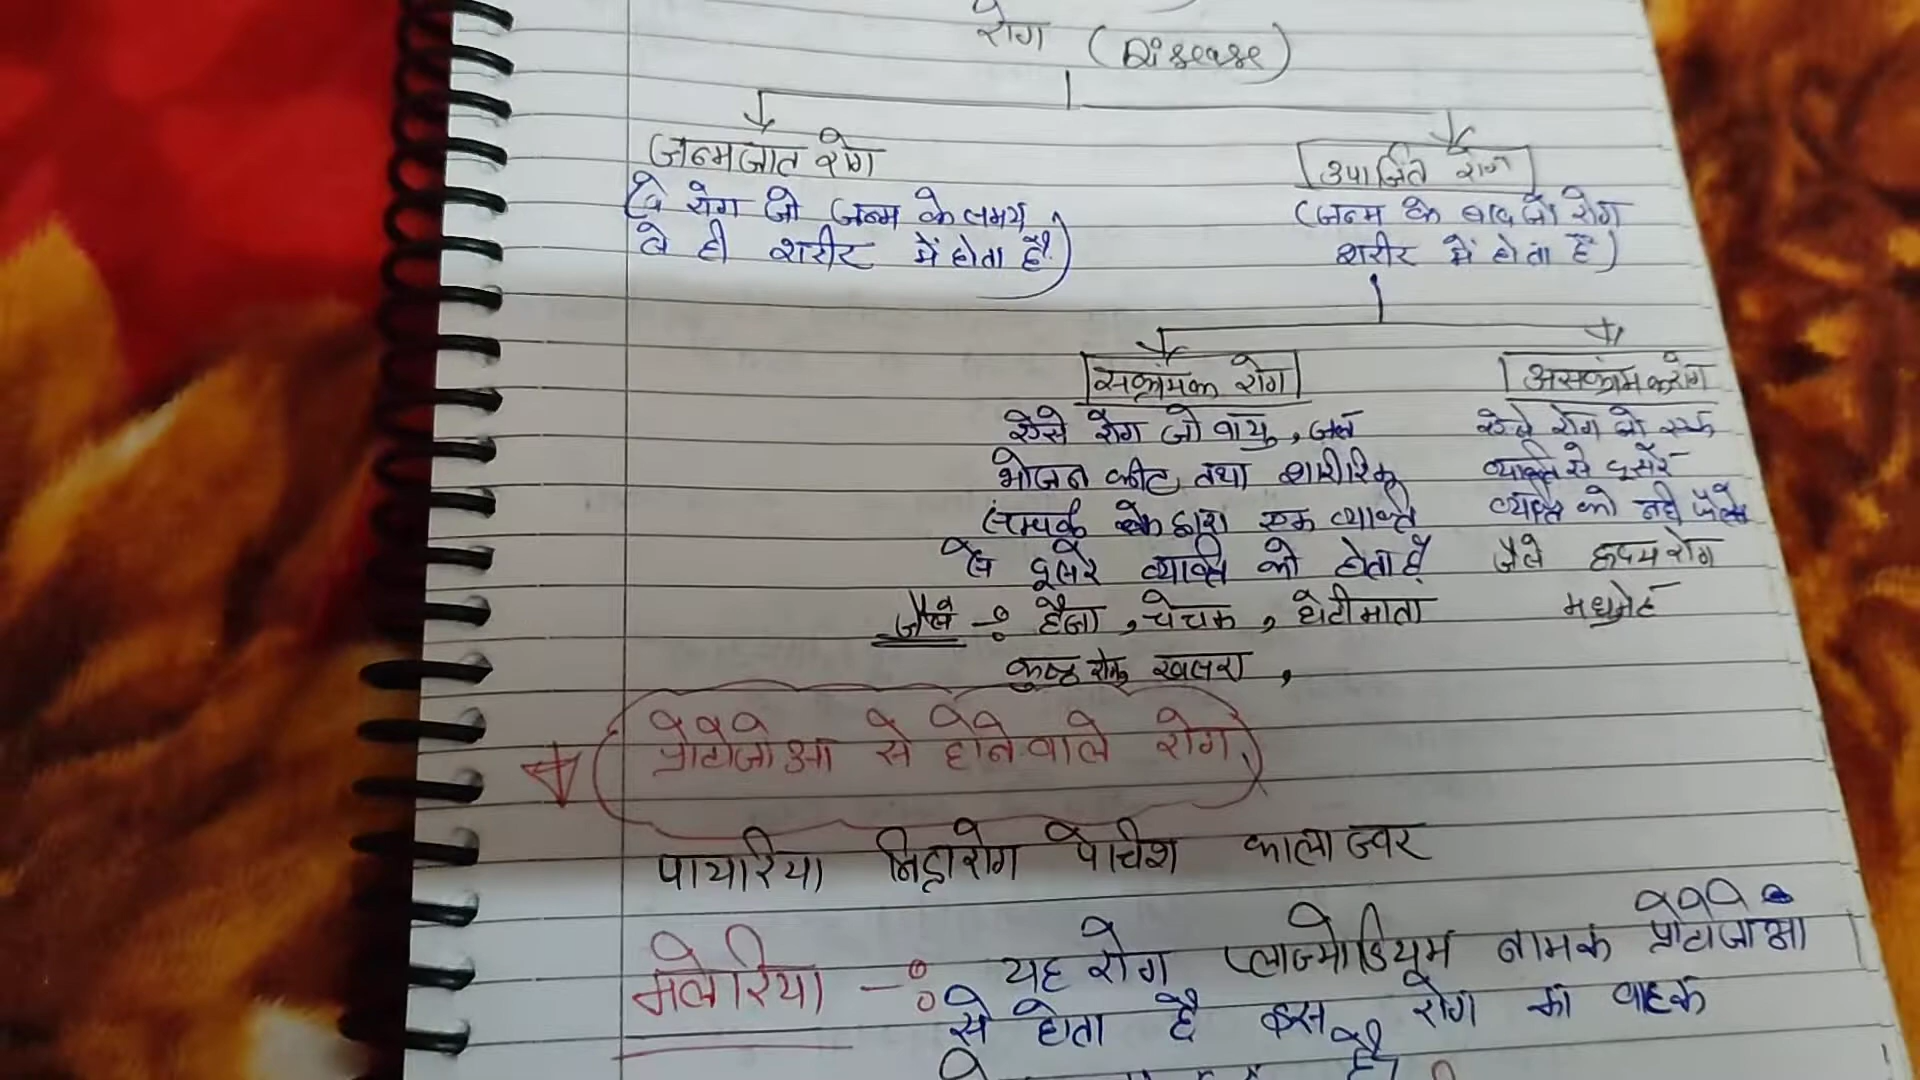 रोग (Disease)
जन्मजात रोग
उपार्जित रोग
(वे रोग जो जन्म के समय
से ही शरीर में होता है।)
(जन्म के बाद जो रोग
शरीर में होता है)
सक्रांमक रोग
ऐसे रोग जो वायु, जल
भोजन कीट, तथा शारीरिक
सम्पर्क के द्वारा एक व्यक्ति
से दूसरे व्यक्ति को होता है
जैसे -: हैजा, चेचक, छोटीमाता
कुष्ठ रोग खसरा,
असक्रांमक रोग
ऐसे रोग जो एक
व्यक्ति से दूसरे
व्यक्ति को नही फैले
जैसे हृदय रोग
मधुमेह
प्रोटोजोआ से होने वाले रोग
पायरिया निद्रारोग पेचिश काला ज्वर
मलेरिया -: यह रोग प्लाज्मोडियूम नामक प्रोटोजोआ
से होता है इस रोग का वाहक